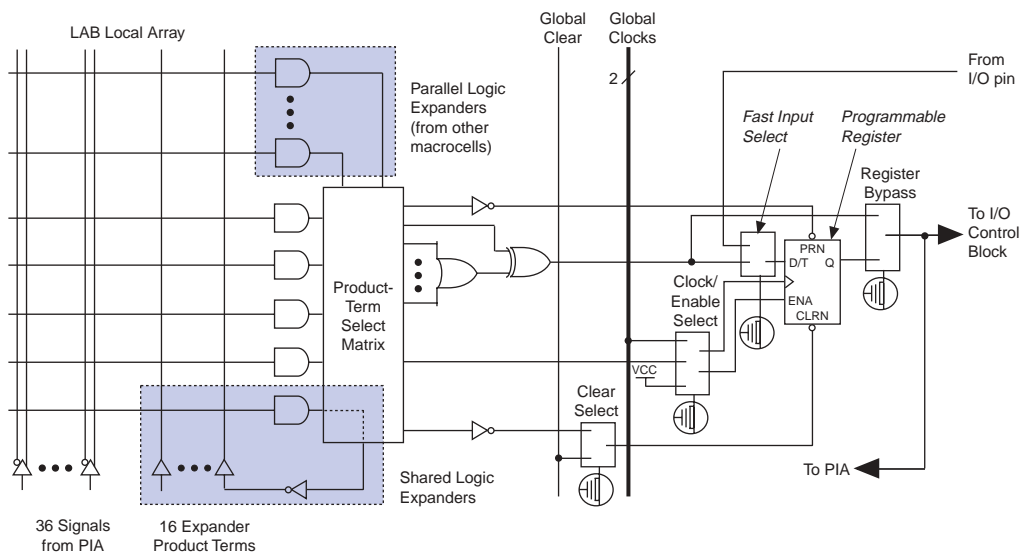 LAB Local Array
Global
Clear
Global
Clocks
2
From
I/O pin
Parallel Logic
Expanders
(from other
macrocells)
Fast Input
Select
Programmable
Register
Register
Bypass
To I/O
Control
Block
PRN
D/T
Q
ENA
CLRN
Product-
Term
Select
Matrix
Clock/
Enable
Select
VCC
Clear
Select
To PIA
Shared Logic
Expanders
36 Signals
from PIA
16 Expander
Product Terms